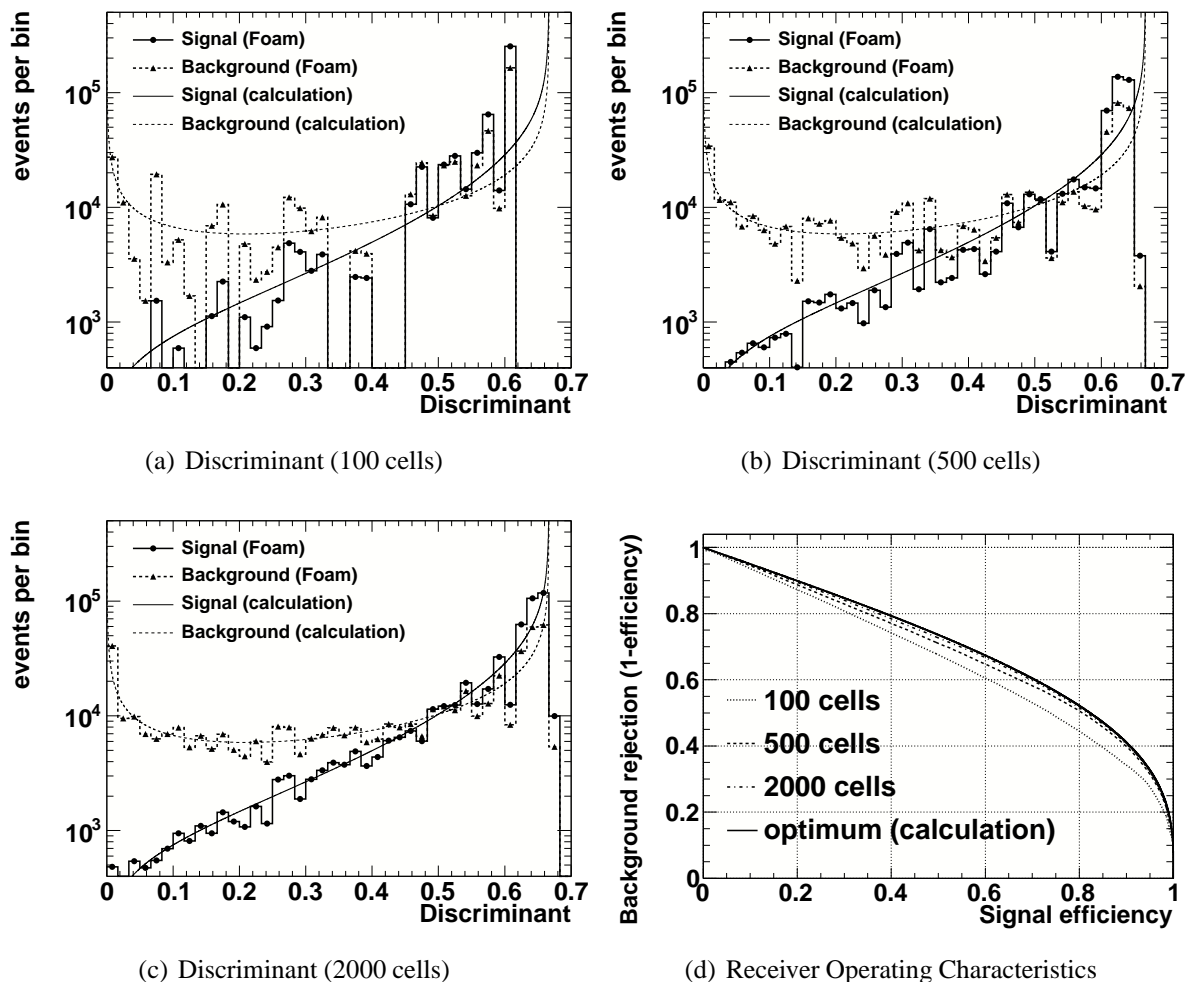 events per bin
Signal (Foam)
Background (Foam)
Signal (calculation)
Background (calculation)
10^5
10^4
10^3
0 0.1 0.2 0.3 0.4 0.5 0.6 0.7
Discriminant
(a) Discriminant (100 cells)
events per bin
Signal (Foam)
Background (Foam)
Signal (calculation)
Background (calculation)
10^5
10^4
10^3
0 0.1 0.2 0.3 0.4 0.5 0.6 0.7
Discriminant
(b) Discriminant (500 cells)
events per bin
Signal (Foam)
Background (Foam)
Signal (calculation)
Background (calculation)
10^5
10^4
10^3
0 0.1 0.2 0.3 0.4 0.5 0.6 0.7
Discriminant
(c) Discriminant (2000 cells)
Background rejection (1-efficiency)
1
0.8
0.6
0.4
0.2
0
100 cells
500 cells
2000 cells
optimum (calculation)
0 0.2 0.4 0.6 0.8 1
Signal efficiency
(d) Receiver Operating Characteristics